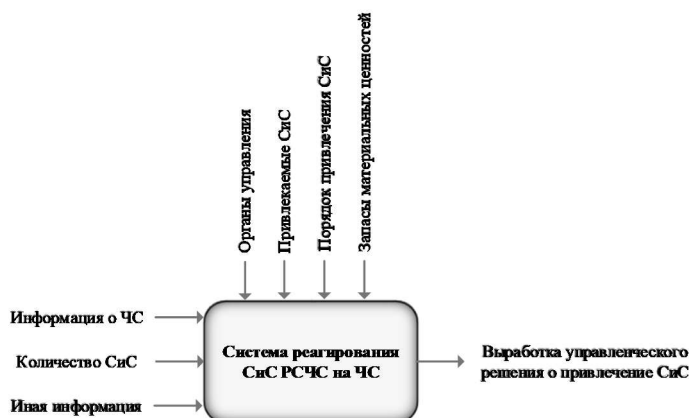 Органы управления
Привлекаемые СиС
Порядок привлечения СиС
Запасы материальных ценностей
Информация о ЧС
Количество СиС
Иная информация
Система реагирования
СиС РСЧС на ЧС
Выработка управленческого
решения о привлечение СиС